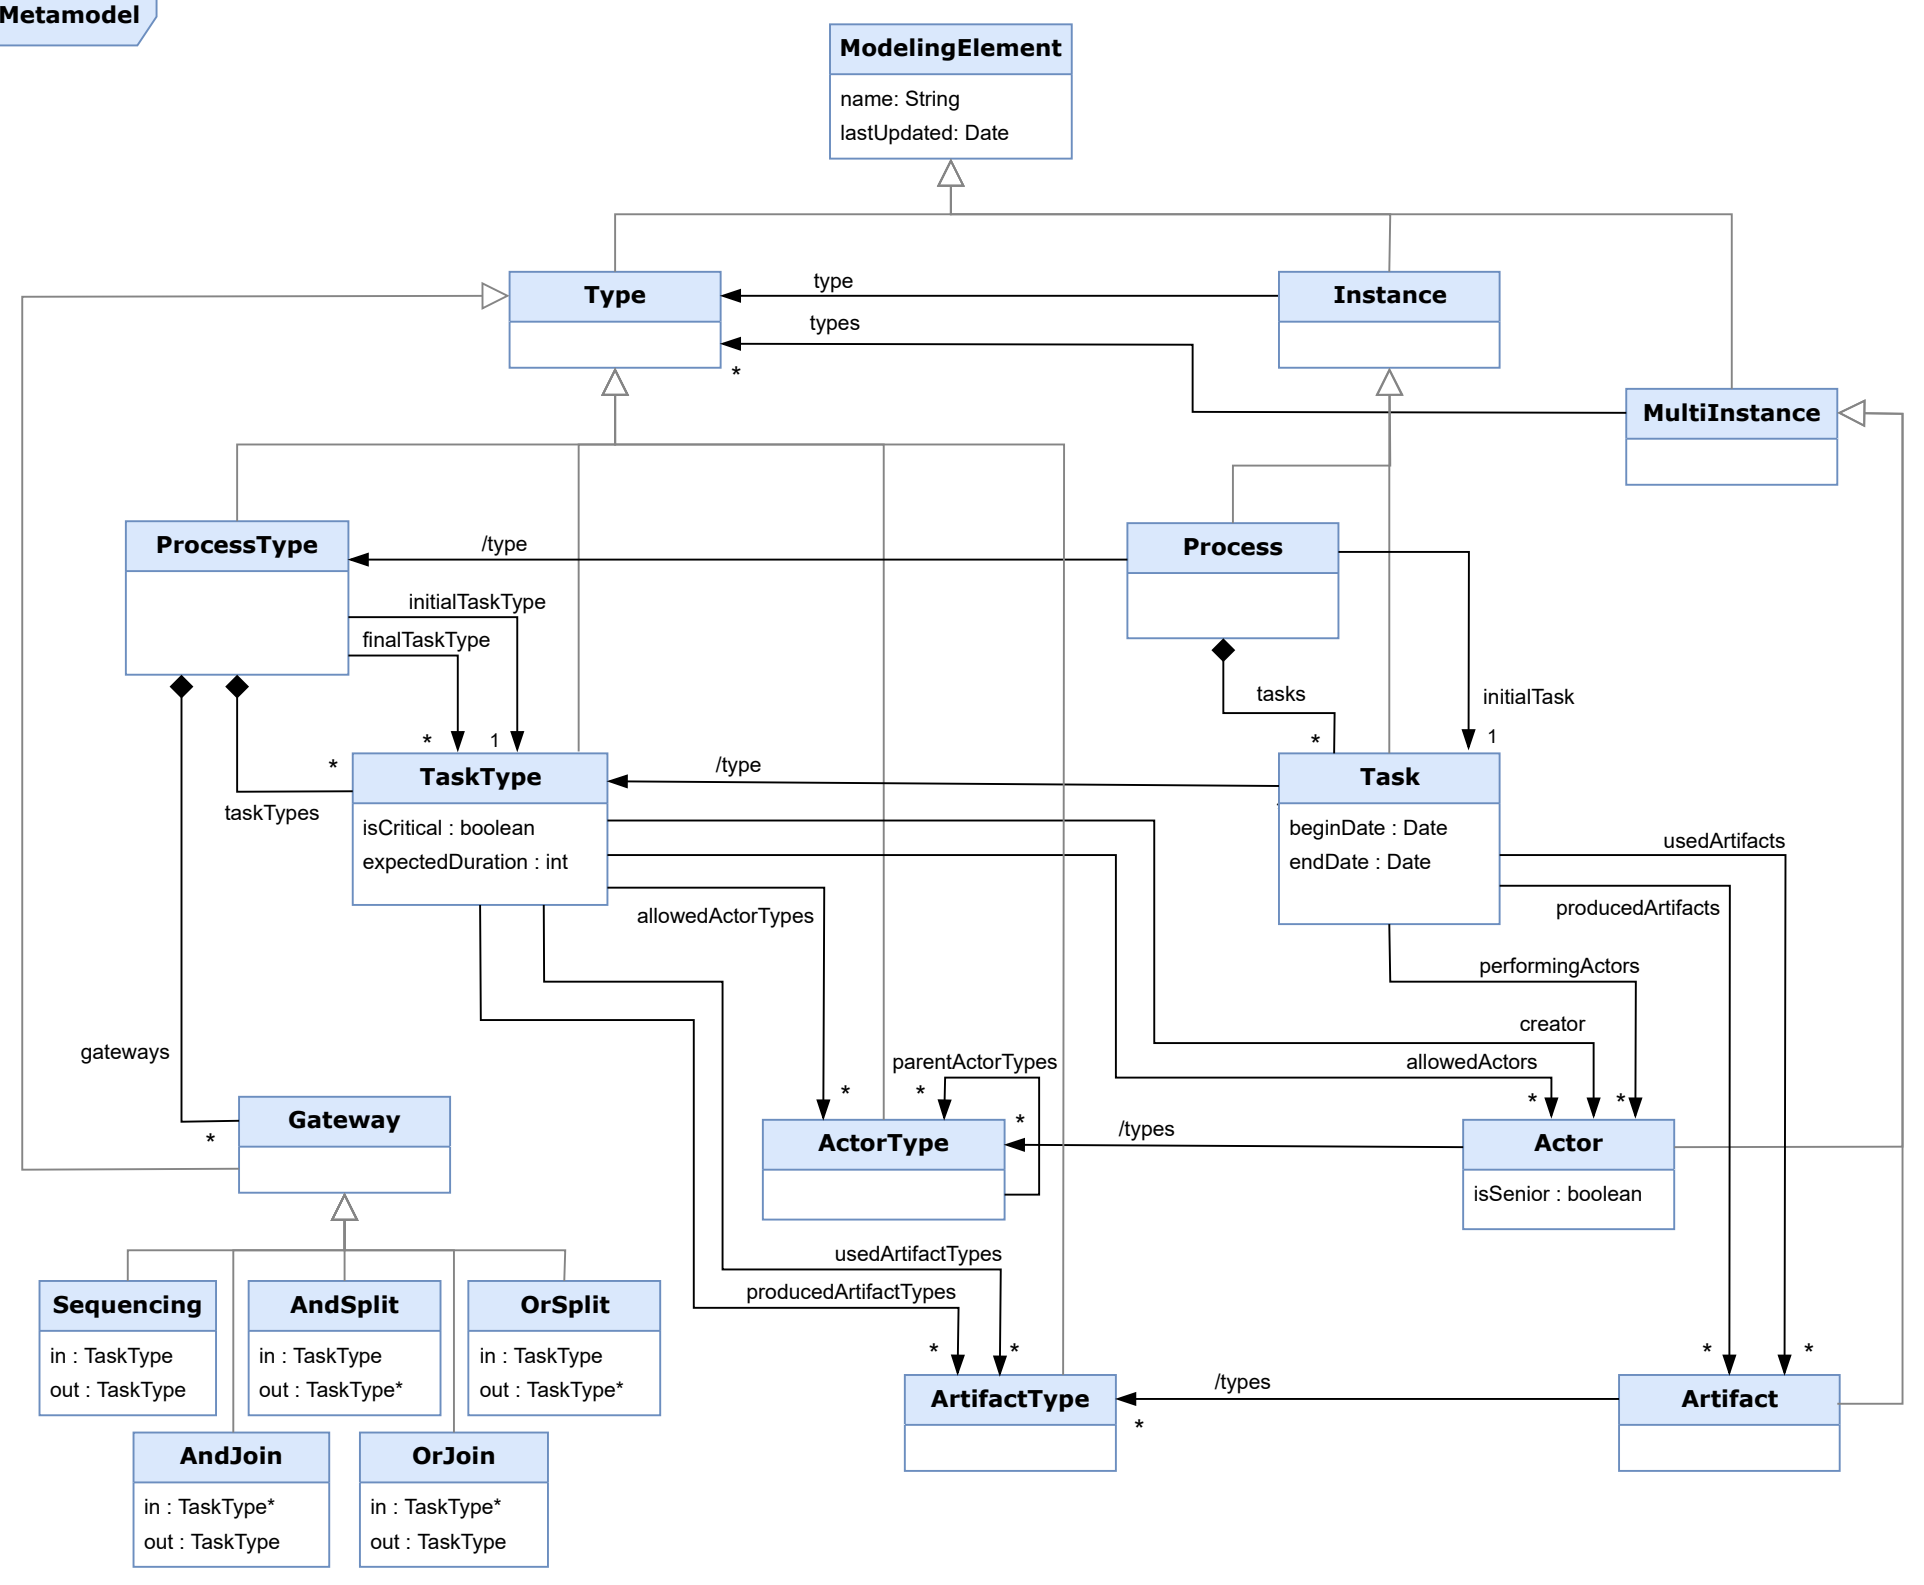 Metamodel
ModelingElement
name: String
lastUpdated: Date
Type
type
Instance
types
*
MultiInstance
ProcessType
/type
Process
initialTaskType
finalTaskType
tasks
initialTask
*
1
*
1
*
TaskType
/type
Task
taskTypes
isCritical : boolean
expectedDuration : int
beginDate : Date
endDate : Date
usedArtifacts
allowedActorTypes
producedArtifacts
performingActors
creator
gateways
parentActorTypes
allowedActors
*
*
*
*
Gateway
*
*
ActorType
/types
Actor
isSenior : boolean
usedArtifactTypes
producedArtifactTypes
Sequencing
in : TaskType
out : TaskType
AndSplit
in : TaskType
out : TaskType*
OrSplit
in : TaskType
out : TaskType*
*
*
*
*
ArtifactType
/types
*
Artifact
AndJoin
in : TaskType*
out : TaskType
OrJoin
in : TaskType*
out : TaskType